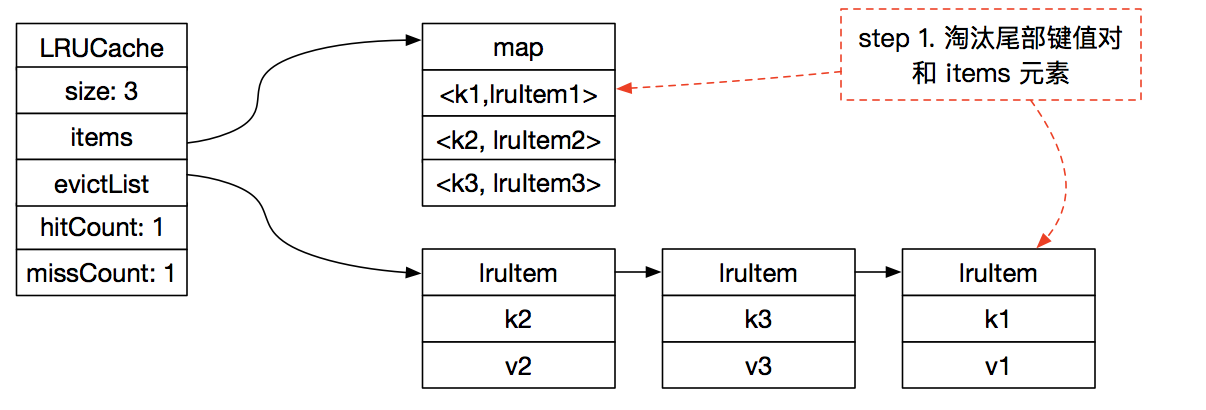 LRUCache
size: 3
items
evictList
hitCount: 1
missCount: 1
map
<k1,lruItem1>
<k2, lruItem2>
<k3, lruItem3>
step 1. 淘汰尾部键值对
和 items 元素
lruItem
k2
v2
lruItem
k3
v3
lruItem
k1
v1